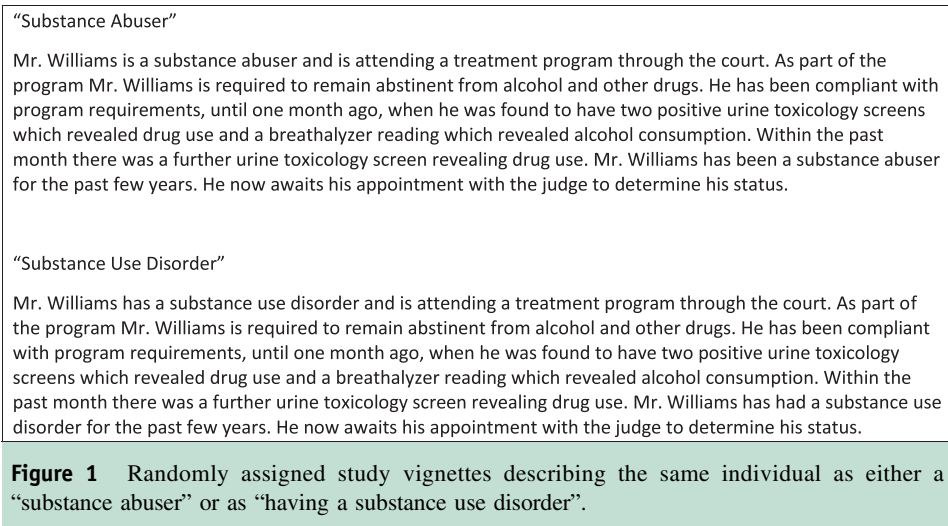 “Substance Abuser”
Mr. Williams is a substance abuser and is attending a treatment program through the court. As part of the
program Mr. Williams is required to remain abstinent from alcohol and other drugs. He has been compliant with
program requirements, until one month ago, when he was found to have two positive urine toxicology screens
which revealed drug use and a breathalyzer reading which revealed alcohol consumption. Within the past
month there was a further urine toxicology screen revealing drug use. Mr. Williams has been a substance abuser
for the past few years. He now awaits his appointment with the judge to determine his status.
“Substance Use Disorder”
Mr. Williams has a substance use disorder and is attending a treatment program through the court. As part of
the program Mr. Williams is required to remain abstinent from alcohol and other drugs. He has been compliant
with program requirements, until one month ago, when he was found to have two positive urine toxicology
screens which revealed drug use and a breathalyzer reading which revealed alcohol consumption. Within the
past month there was a further urine toxicology screen revealing drug use. Mr. Williams has had a substance use
disorder for the past few years. He now awaits his appointment with the judge to determine his status.
Figure 1 Randomly assigned study vignettes describing the same individual as either a
“substance abuser” or as “having a substance use disorder”.